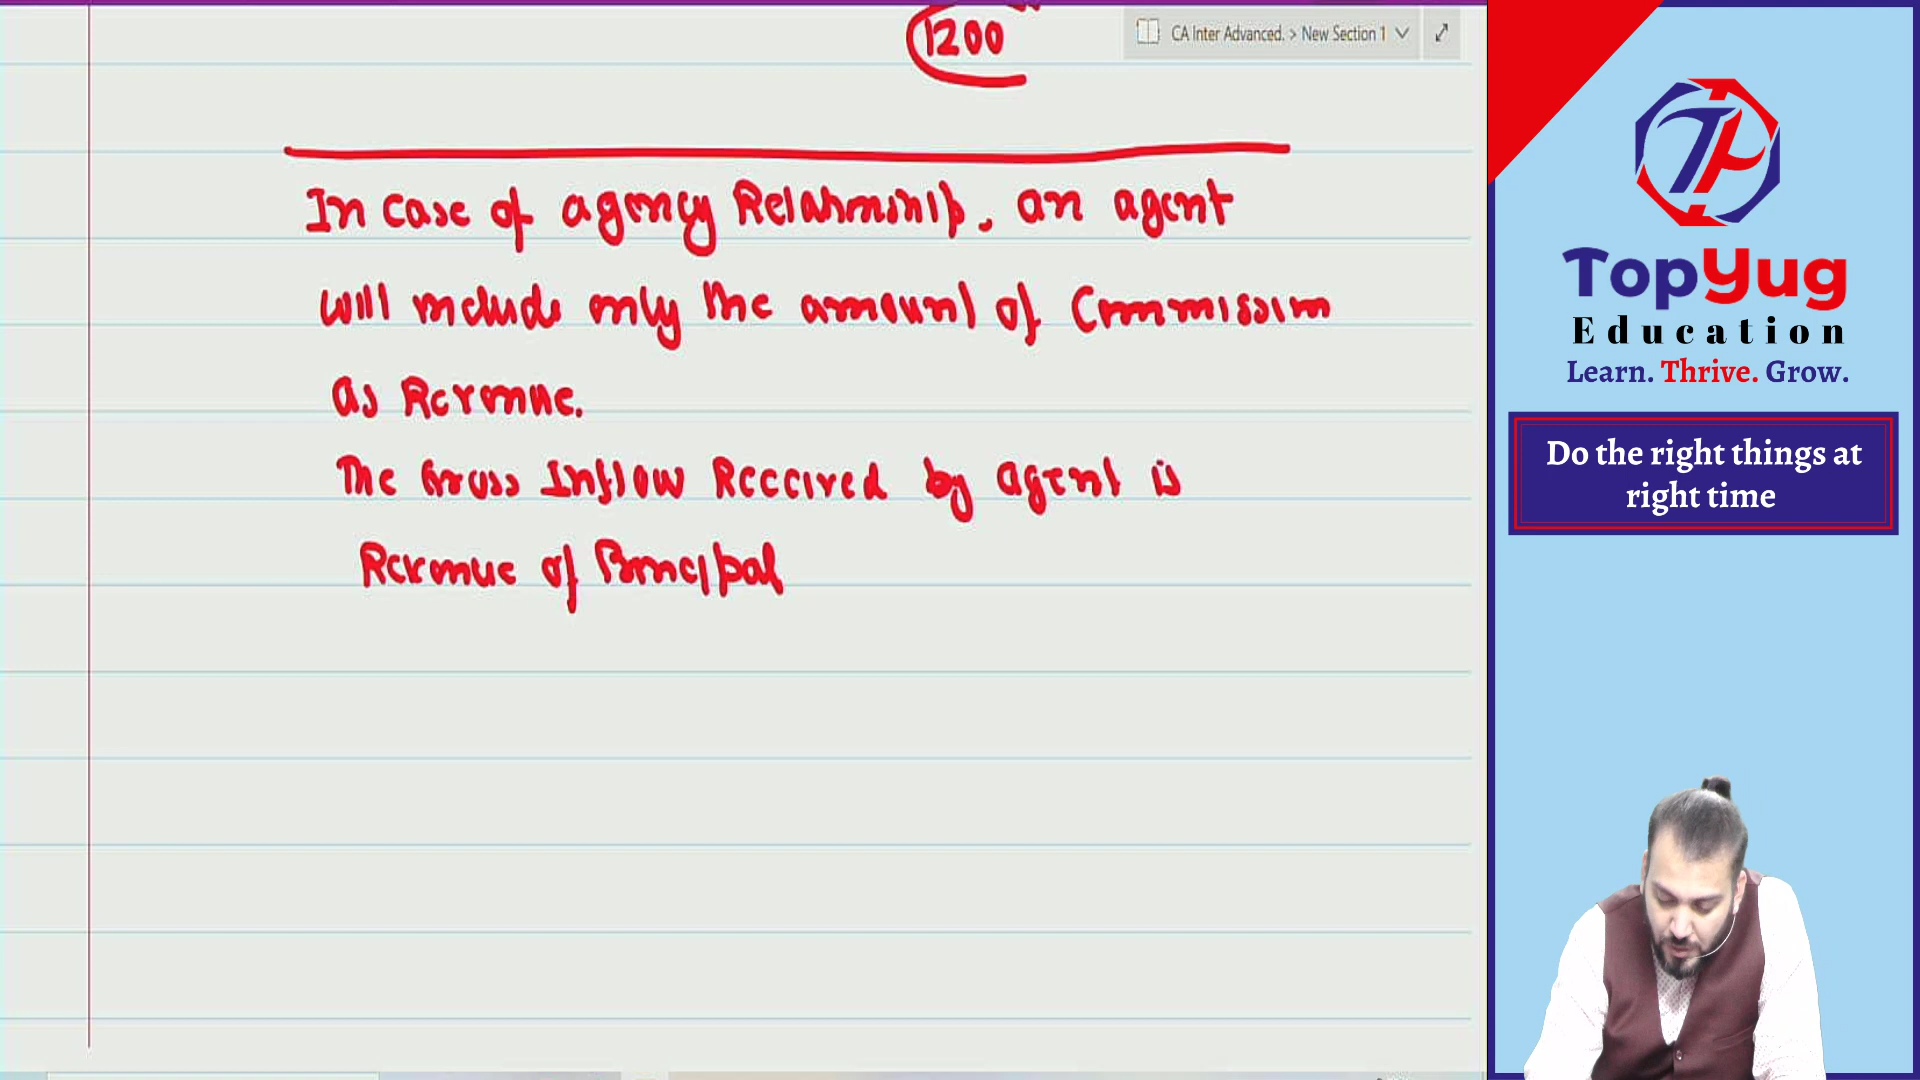 1200
CA Inter Advanced. > New Section 1
In case of agency Relationship, an agent
will include only the amount of Commission
as Revenue.
The Gross Inflow Received by agent is
Revenue of Principal
TopYug
Education
Learn. Thrive. Grow.
Do the right things at
right time